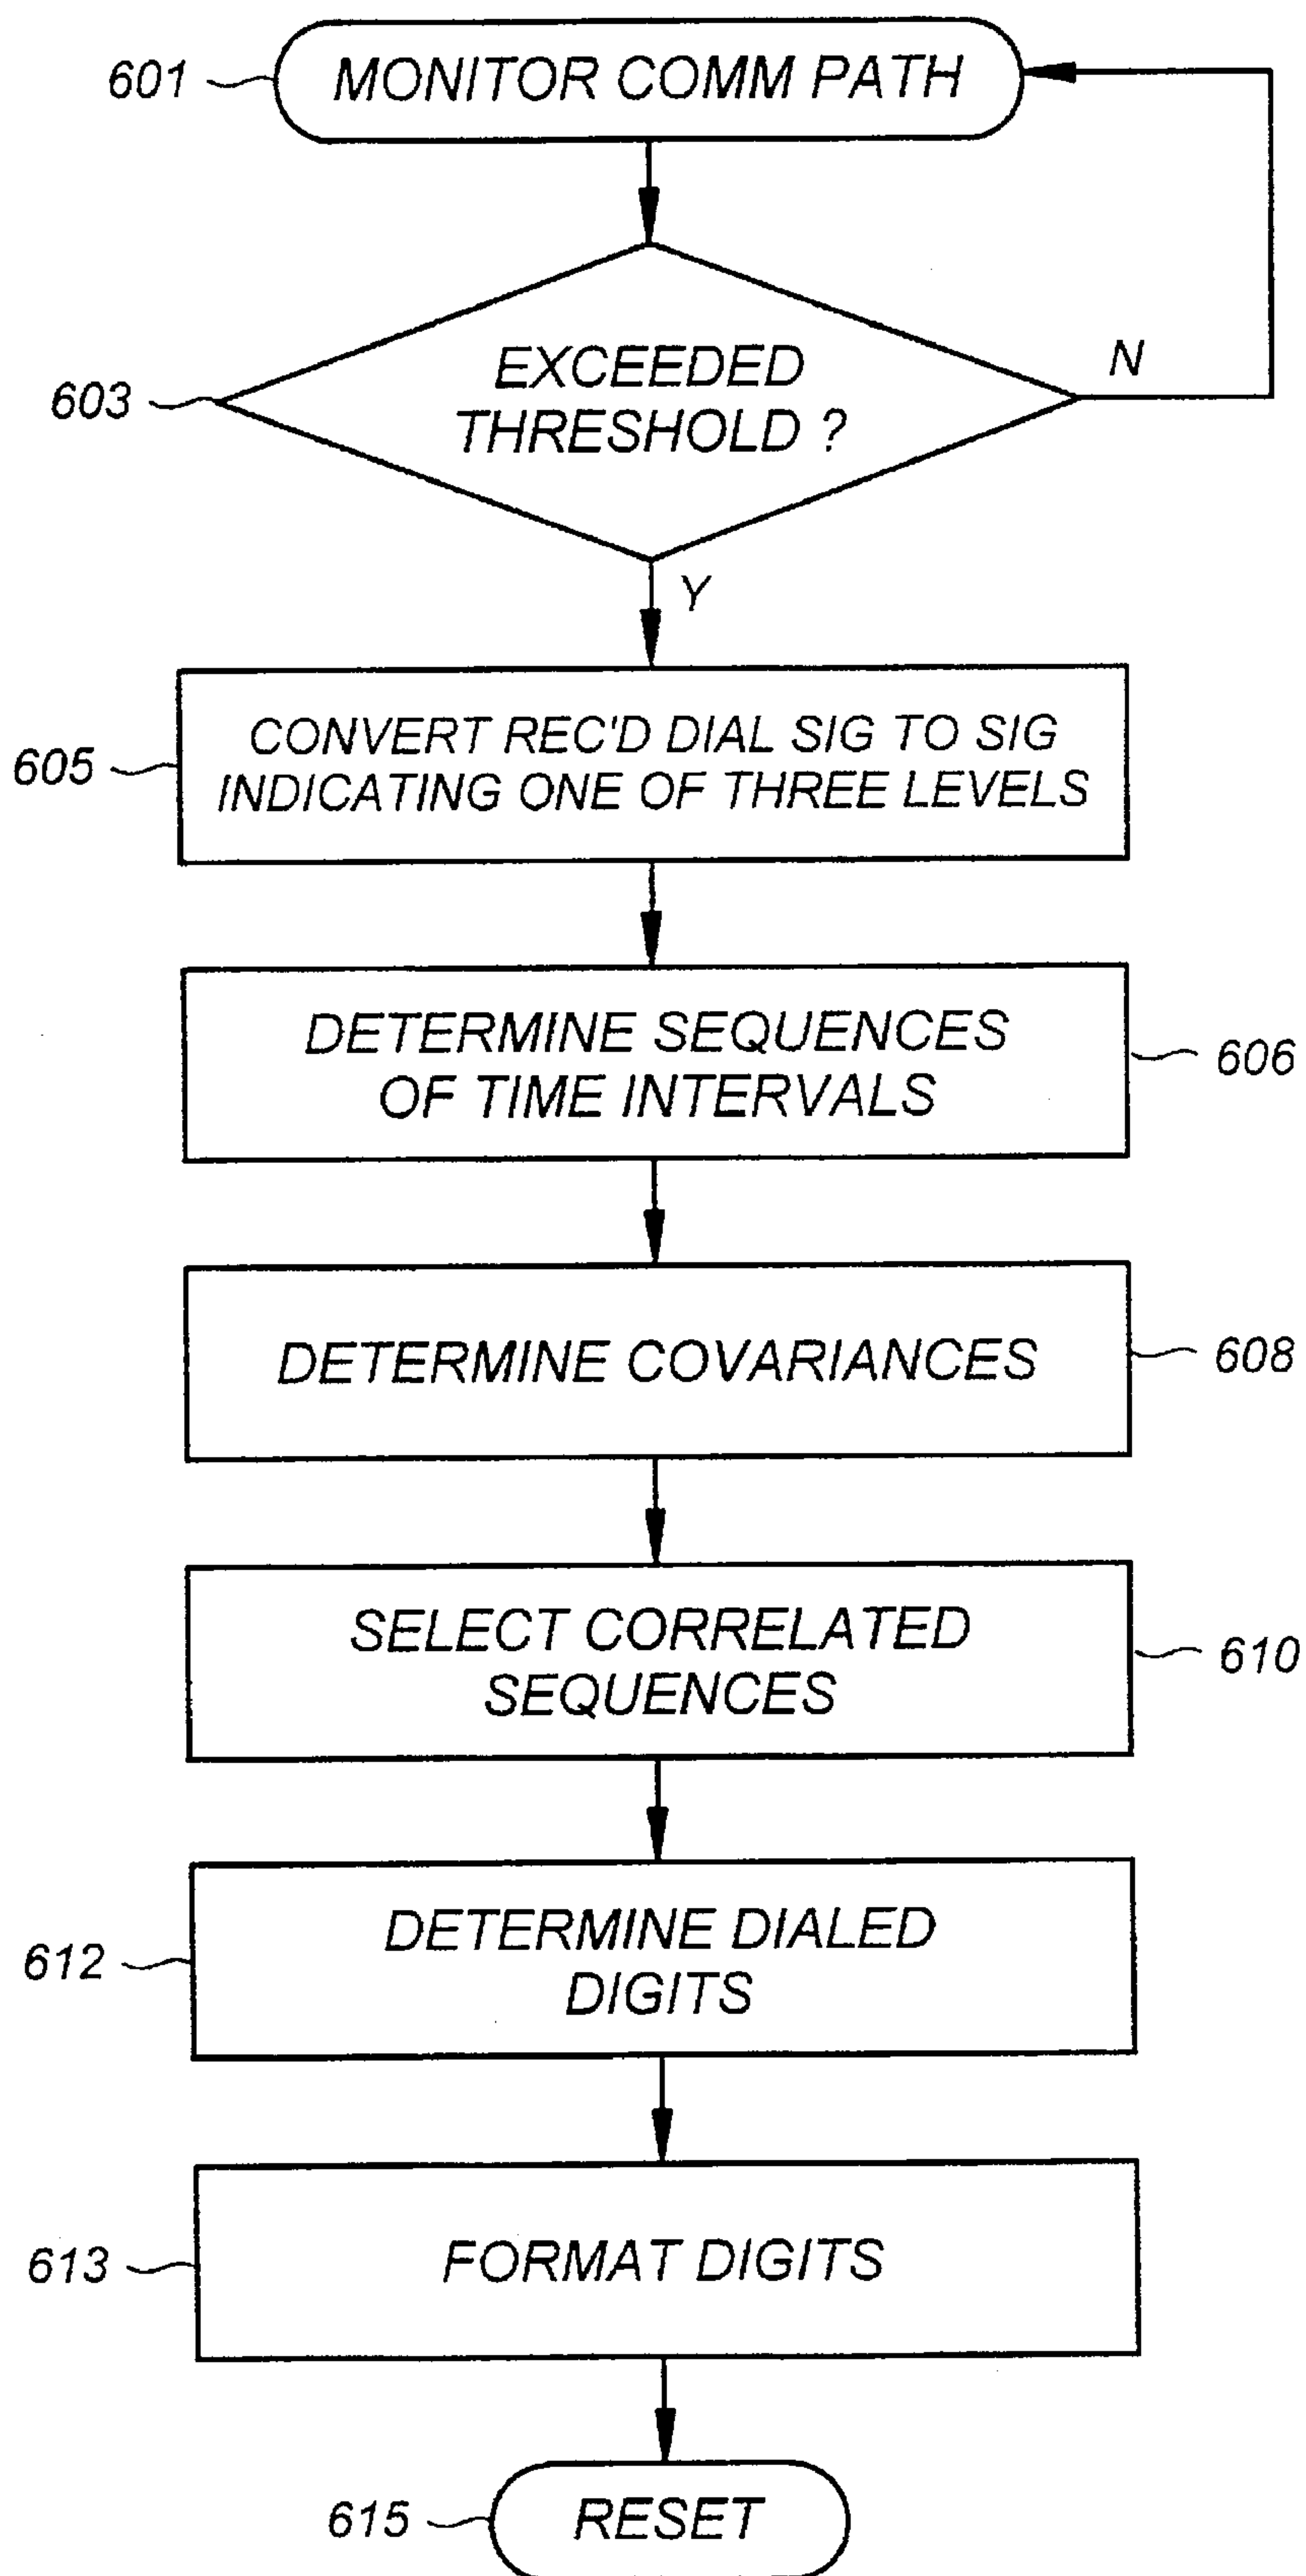 601
MONITOR COMM PATH
603
EXCEEDED
THRESHOLD ?
N
Y
605
CONVERT REC'D DIAL SIG TO SIG
INDICATING ONE OF THREE LEVELS
DETERMINE SEQUENCES
OF TIME INTERVALS
606
DETERMINE COVARIANCES
608
SELECT CORRELATED
SEQUENCES
610
612
DETERMINE DIALED
DIGITS
613
FORMAT DIGITS
615
RESET